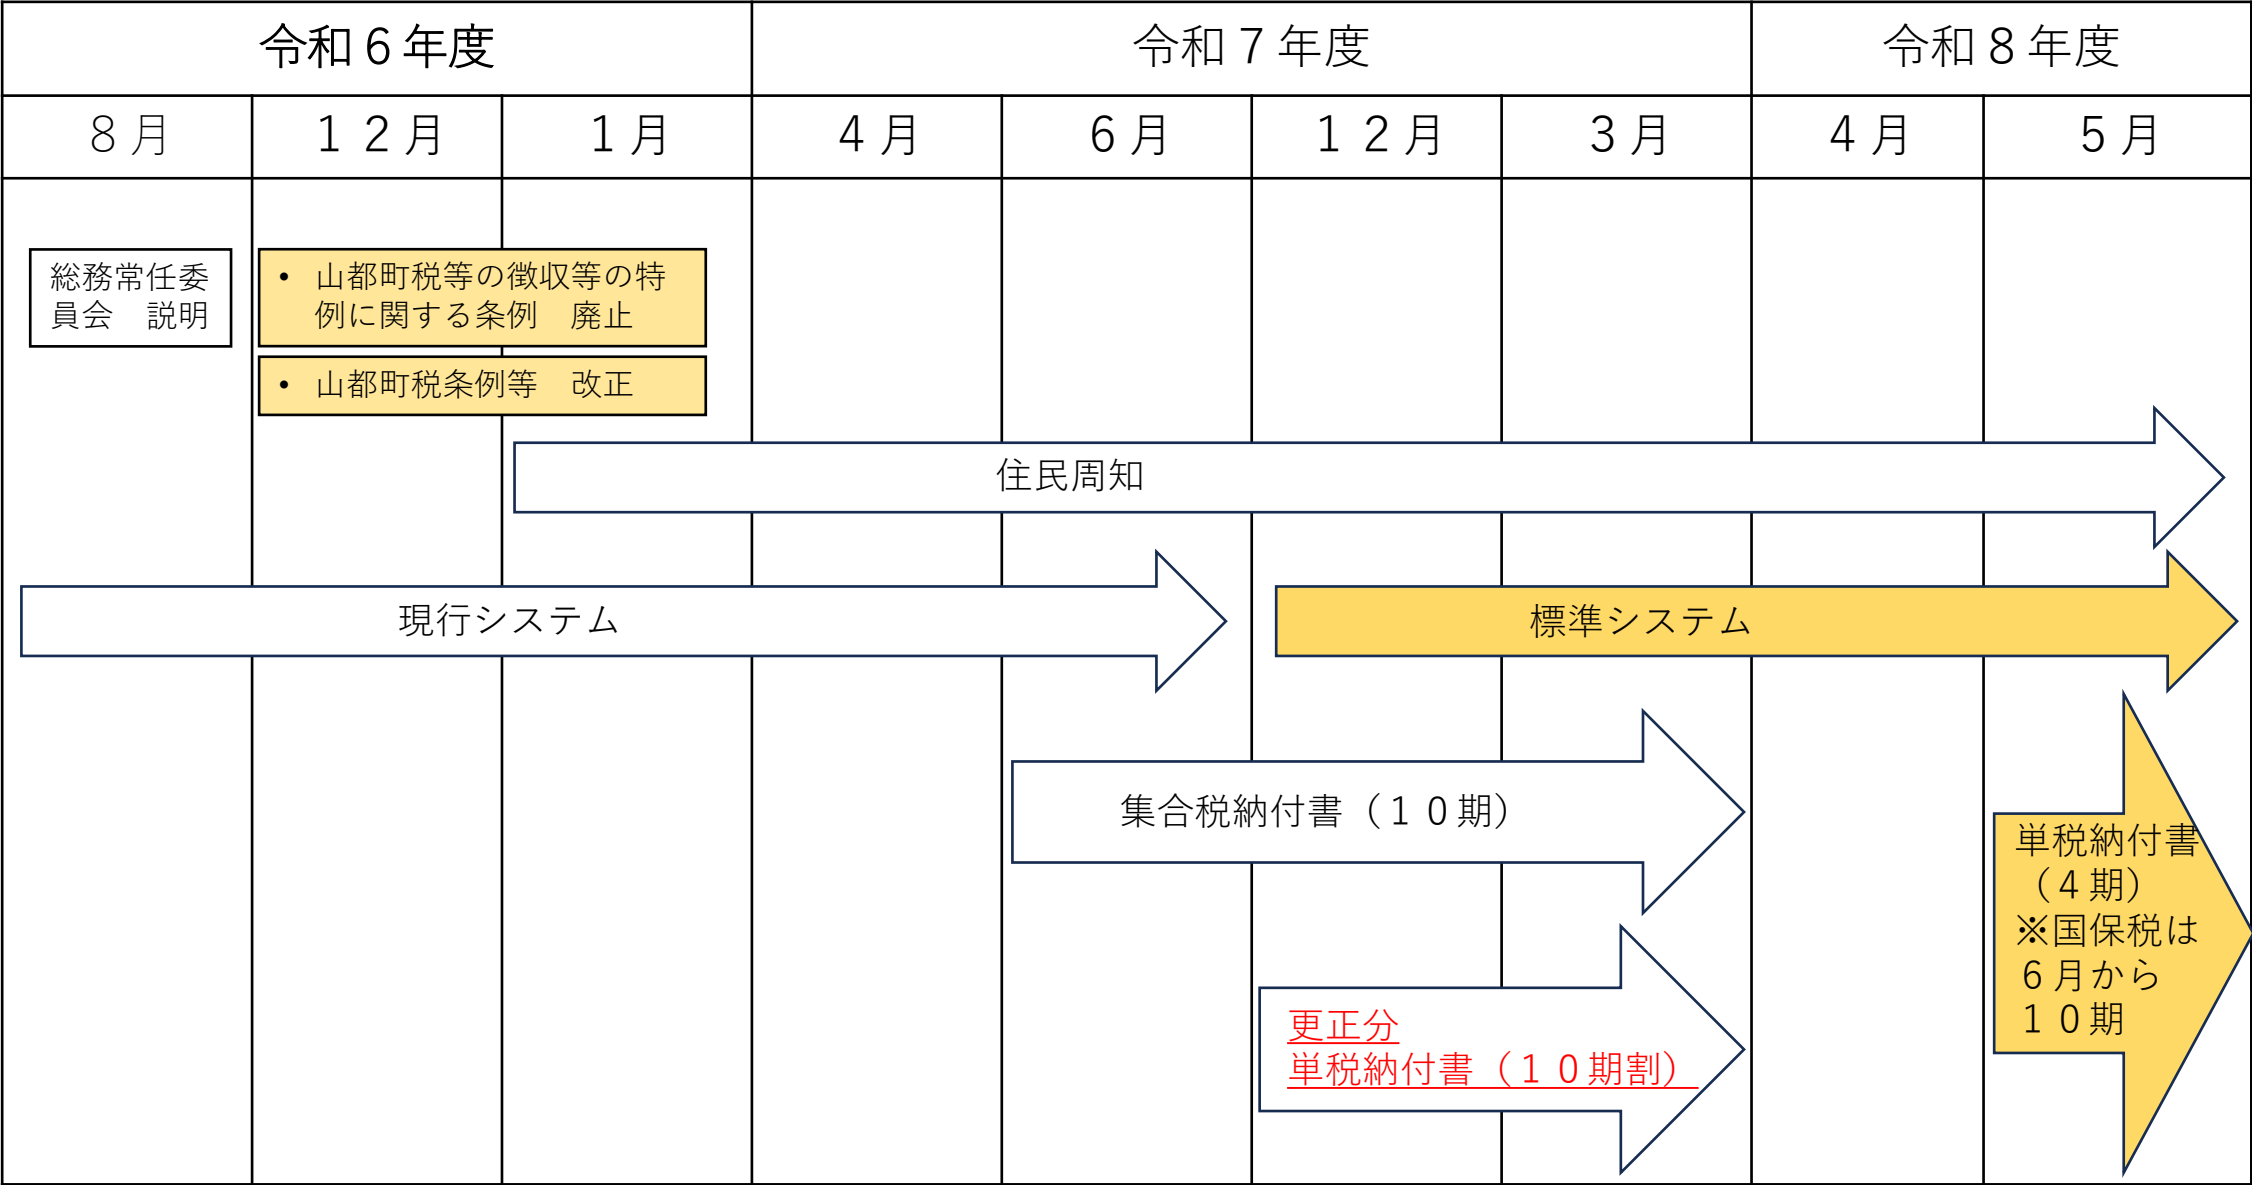 令和６年度
令和７年度
令和８年度
８月
１２月
１月
４月
６月
１２月
３月
４月
５月
総務常任委
員会　説明
• 山都町税等の徴収等の特
例に関する条例　廃止
• 山都町税条例等　改正
住民周知
現行システム
標準システム
集合税納付書（１０期）
単税納付書
（４期）
※国保税は
６月から
１０期
更正分
単税納付書（１０期割）